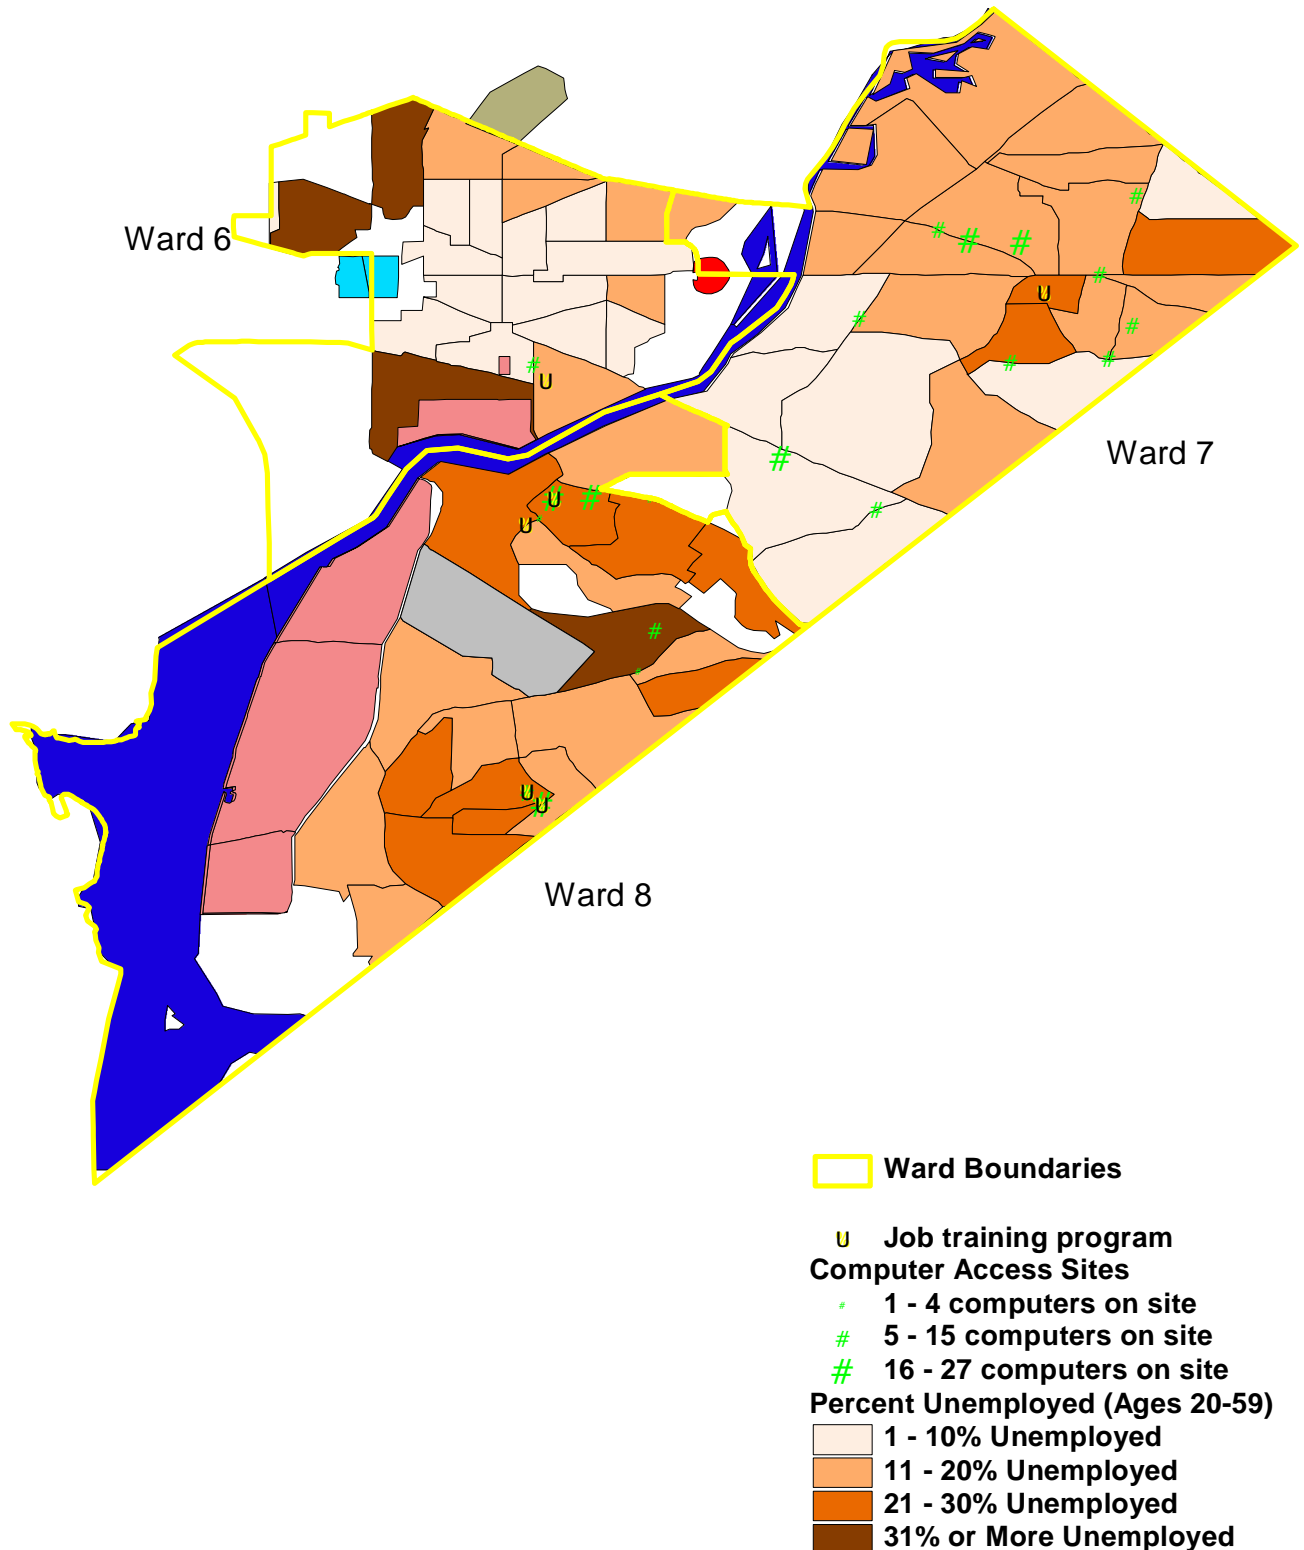 Ward 6
Ward 7
Ward 8
Ward Boundaries
U Job training program
Computer Access Sites
# 1 - 4 computers on site
# 5 - 15 computers on site
# 16 - 27 computers on site
Percent Unemployed (Ages 20-59)
1 - 10% Unemployed
11 - 20% Unemployed
21 - 30% Unemployed
31% or More Unemployed